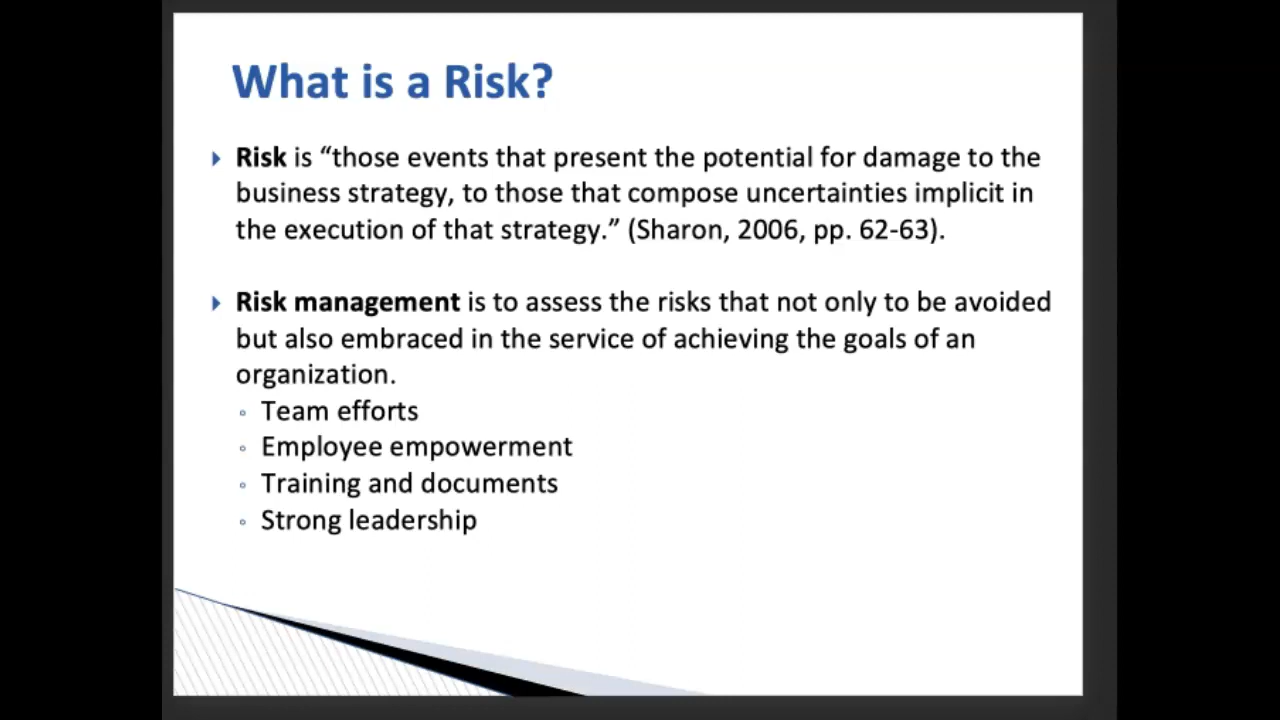 What is a Risk?
Risk is “those events that present the potential for damage to the
business strategy, to those that compose uncertainties implicit in
the execution of that strategy.” (Sharon, 2006, pp. 62-63).
Risk management is to assess the risks that not only to be avoided
but also embraced in the service of achieving the goals of an
organization.
Team efforts
Employee empowerment
Training and documents
Strong leadership